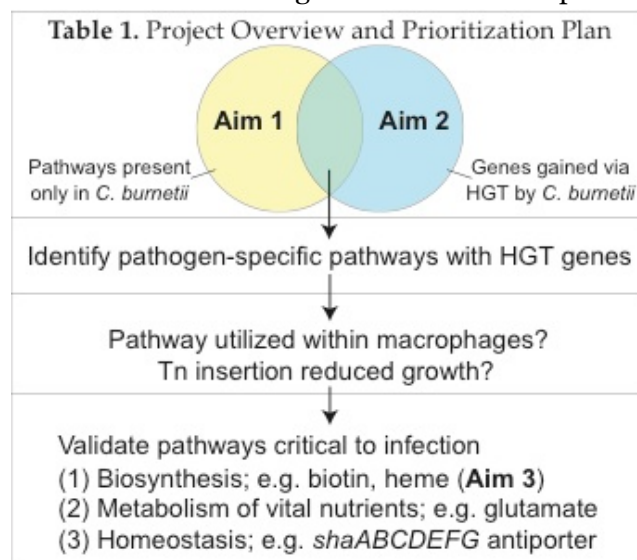 Table 1. Project Overview and Prioritization Plan
Aim 1
Aim 2
Pathways present
only in C. burnetii
Genes gained via
HGT by C. burnetii
Identify pathogen-specific pathways with HGT genes
Pathway utilized within macrophages?
Tn insertion reduced growth?
Validate pathways critical to infection
(1) Biosynthesis; e.g. biotin, heme (Aim 3)
(2) Metabolism of vital nutrients; e.g. glutamate
(3) Homeostasis; e.g. shaABCDEFG antiporter